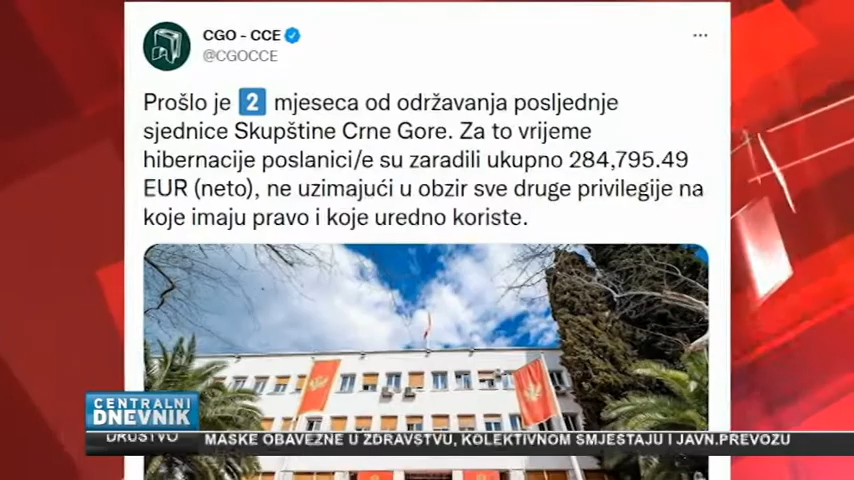 CGO - CCE
@CGOCCE
Prošlo je 2 mjeseca od održavanja posljednje
sjednice Skupštine Crne Gore. Za to vrijeme
hibernacije poslanici/e su zaradili ukupno 284,795.49
EUR (neto), ne uzimajući u obzir sve druge privilegije na
koje imaju pravo i koje uredno koriste.
CENTRALNI
DNEVNIK
DRUŠTVO
MASKE OBAVEZNE U ZDRAVSTVU, KOLEKTIVNOM SMJEŠTAJU I JAVN.PREVOZU